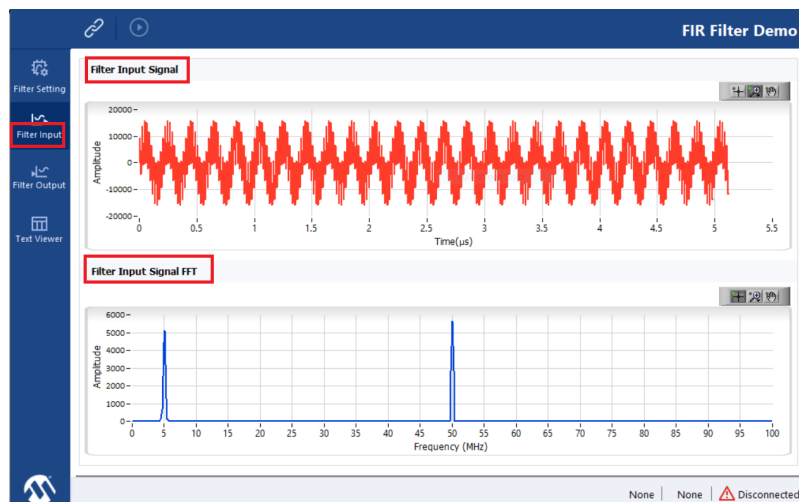 FIR Filter Demo
Filter Setting
Filter Input
Filter Output
Text Viewer
Filter Input Signal
Amplitude
20000
10000
0
-10000
-20000
0 0.5 1 1.5 2 2.5 3 3.5 4 4.5 5 5.5
Time(µs)
Filter Input Signal FFT
Amplitude
6000
5000
4000
3000
2000
1000
0
0 5 10 15 20 25 30 35 40 45 50 55 60 65 70 75 80 85 90 95 100
Frequency (MHz)
None None Disconnected